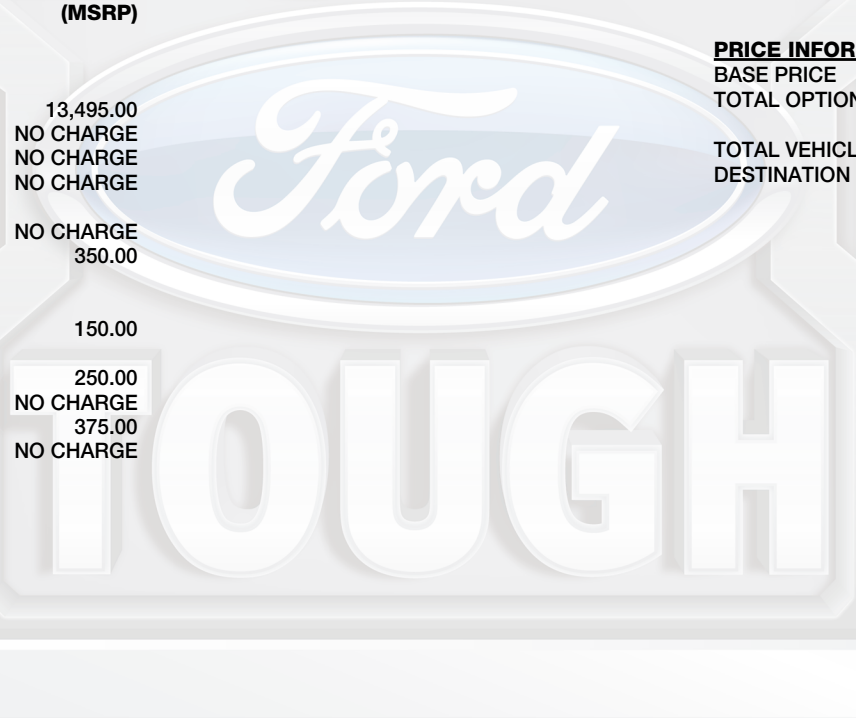 (MSRP)
13,495.00
NO CHARGE
NO CHARGE
NO CHARGE
NO CHARGE
350.00
150.00
250.00
NO CHARGE
375.00
NO CHARGE
PRICE INFOR
BASE PRICE
TOTAL OPTION
TOTAL VEHICL
DESTINATION
Ford
TOUGH